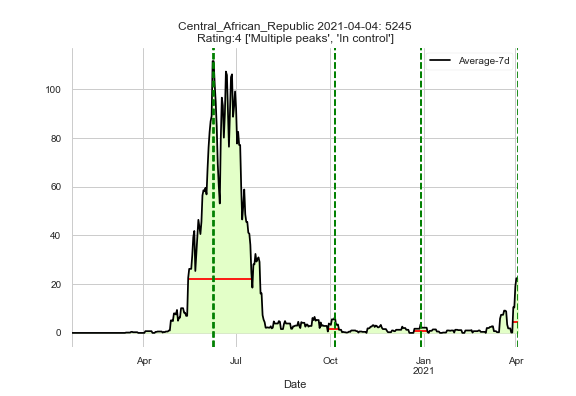 Central_African_Republic 2021-04-04: 5245
Rating:4 ['Multiple peaks', 'In control']
Average-7d
100
80
60
40
20
0
Apr
Jul
Oct
Jan
2021
Apr
Date